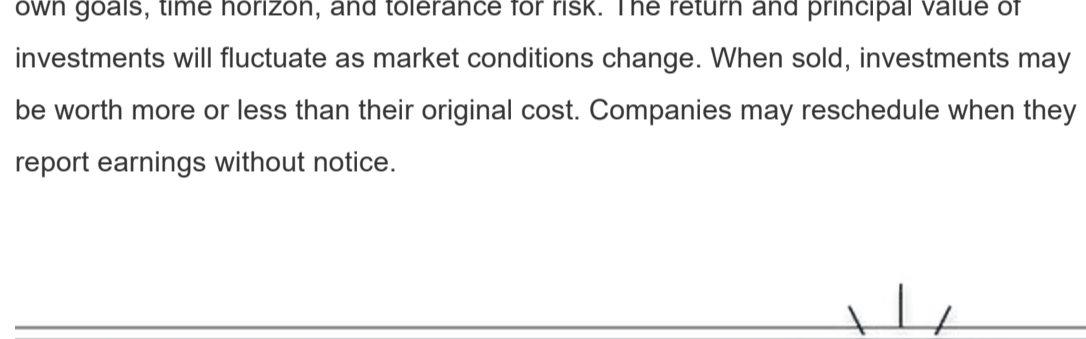 own goals, time horizon, and tolerance for risk. The return and principal value of
investments will fluctuate as market conditions change. When sold, investments may
be worth more or less than their original cost. Companies may reschedule when they
report earnings without notice.